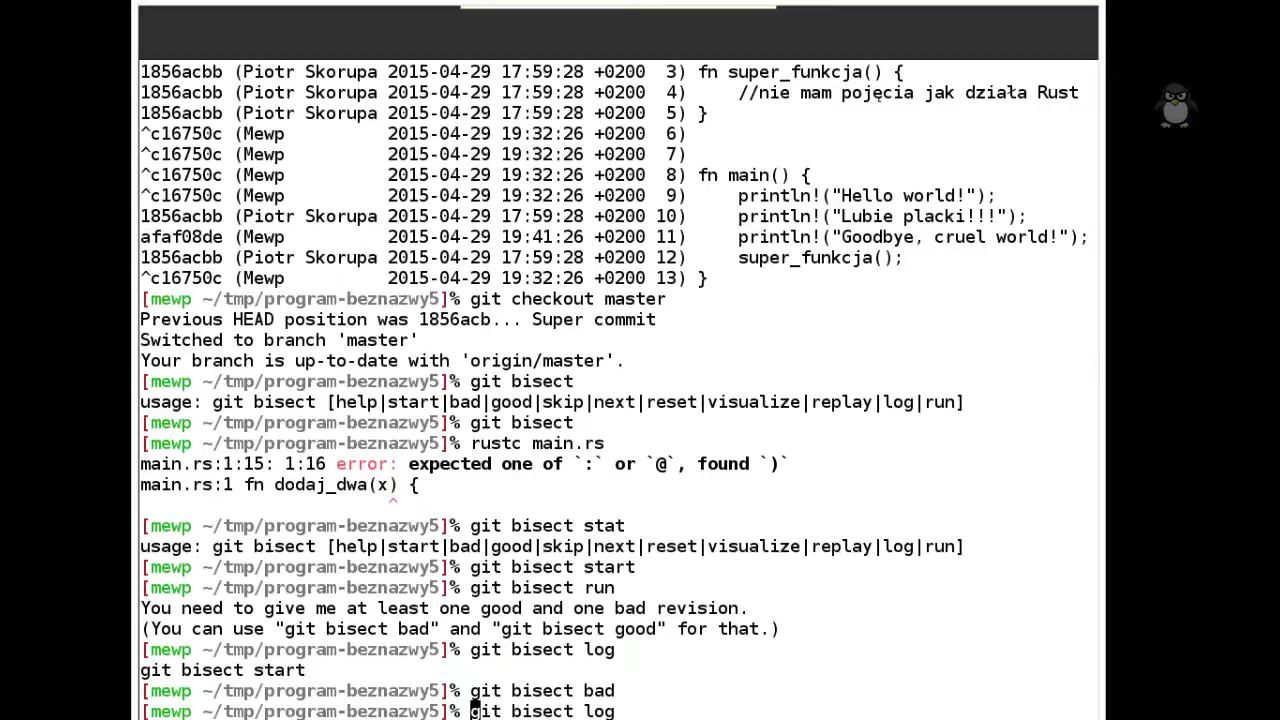 1856acbb (Piotr Skorupa 2015-04-29 17:59:28 +0200  3) fn super_funkcja() {
1856acbb (Piotr Skorupa 2015-04-29 17:59:28 +0200  4)     //nie mam pojęcia jak działa Rust
1856acbb (Piotr Skorupa 2015-04-29 17:59:28 +0200  5) }
^c16750c (Mewp          2015-04-29 19:32:26 +0200  6)
^c16750c (Mewp          2015-04-29 19:32:26 +0200  7)
^c16750c (Mewp          2015-04-29 19:32:26 +0200  8) fn main() {
^c16750c (Mewp          2015-04-29 19:32:26 +0200  9)     println!("Hello world!");
1856acbb (Piotr Skorupa 2015-04-29 17:59:28 +0200 10)     println!("Lubie placki!!!");
afaf08de (Mewp          2015-04-29 19:41:26 +0200 11)     println!("Goodbye, cruel world!");
1856acbb (Piotr Skorupa 2015-04-29 17:59:28 +0200 12)     super_funkcja();
^c16750c (Mewp          2015-04-29 19:32:26 +0200 13) }
[mewp ~/tmp/program-beznazwy5]% git checkout master
Previous HEAD position was 1856acb... Super commit
Switched to branch 'master'
Your branch is up-to-date with 'origin/master'.
[mewp ~/tmp/program-beznazwy5]% git bisect
usage: git bisect [help|start|bad|good|skip|next|reset|visualize|replay|log|run]
[mewp ~/tmp/program-beznazwy5]% git bisect
[mewp ~/tmp/program-beznazwy5]% rustc main.rs
main.rs:1:15: 1:16 error: expected one of `:` or `@`, found `)`
main.rs:1 fn dodaj_dwa(x) {
                        ^
[mewp ~/tmp/program-beznazwy5]% git bisect stat
usage: git bisect [help|start|bad|good|skip|next|reset|visualize|replay|log|run]
[mewp ~/tmp/program-beznazwy5]% git bisect start
[mewp ~/tmp/program-beznazwy5]% git bisect run
You need to give me at least one good and one bad revision.
(You can use "git bisect bad" and "git bisect good" for that.)
[mewp ~/tmp/program-beznazwy5]% git bisect log
git bisect start
[mewp ~/tmp/program-beznazwy5]% git bisect bad
[mewp ~/tmp/program-beznazwy5]% git bisect log